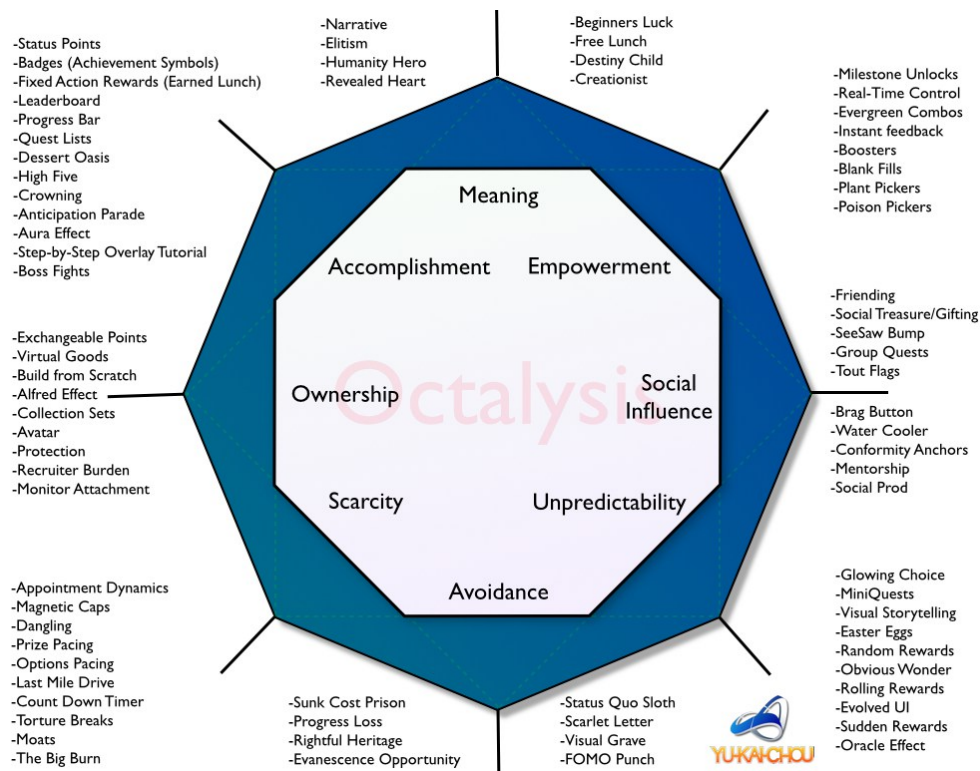 -Narrative
-Elitism
-Humanity Hero
-Revealed Heart
-Beginners Luck
-Free Lunch
-Destiny Child
-Creationist
-Status Points
-Badges (Achievement Symbols)
-Fixed Action Rewards (Earned Lunch)
-Leaderboard
-Progress Bar
-Quest Lists
-Dessert Oasis
-High Five
-Crowning
-Anticipation Parade
-Aura Effect
-Step-by-Step Overlay Tutorial
-Boss Fights
-Milestone Unlocks
-Real-Time Control
-Evergreen Combos
-Instant feedback
-Boosters
-Blank Fills
-Plant Pickers
-Poison Pickers
Meaning
Accomplishment
Empowerment
Ownership
Octalysis
Social
Influence
Scarcity
Unpredictability
Avoidance
-Exchangeable Points
-Virtual Goods
-Build from Scratch
-Alfred Effect
-Collection Sets
-Avatar
-Protection
-Recruiter Burden
-Monitor Attachment
-Friending
-Social Treasure/Gifting
-SeeSaw Bump
-Group Quests
-Tout Flags
-Brag Button
-Water Cooler
-Conformity Anchors
-Mentorship
-Social Prod
-Appointment Dynamics
-Magnetic Caps
-Dangling
-Prize Pacing
-Options Pacing
-Last Mile Drive
-Count Down Timer
-Torture Breaks
-Moats
-The Big Burn
-Sunk Cost Prison
-Progress Loss
-Rightful Heritage
-Evanescence Opportunity
-Status Quo Sloth
-Scarlet Letter
-Visual Grave
-FOMO Punch
-Glowing Choice
-MiniQuests
-Visual Storytelling
-Easter Eggs
-Random Rewards
-Obvious Wonder
-Rolling Rewards
-Evolved UI
-Sudden Rewards
-Oracle Effect
YU-KAI-CHOU